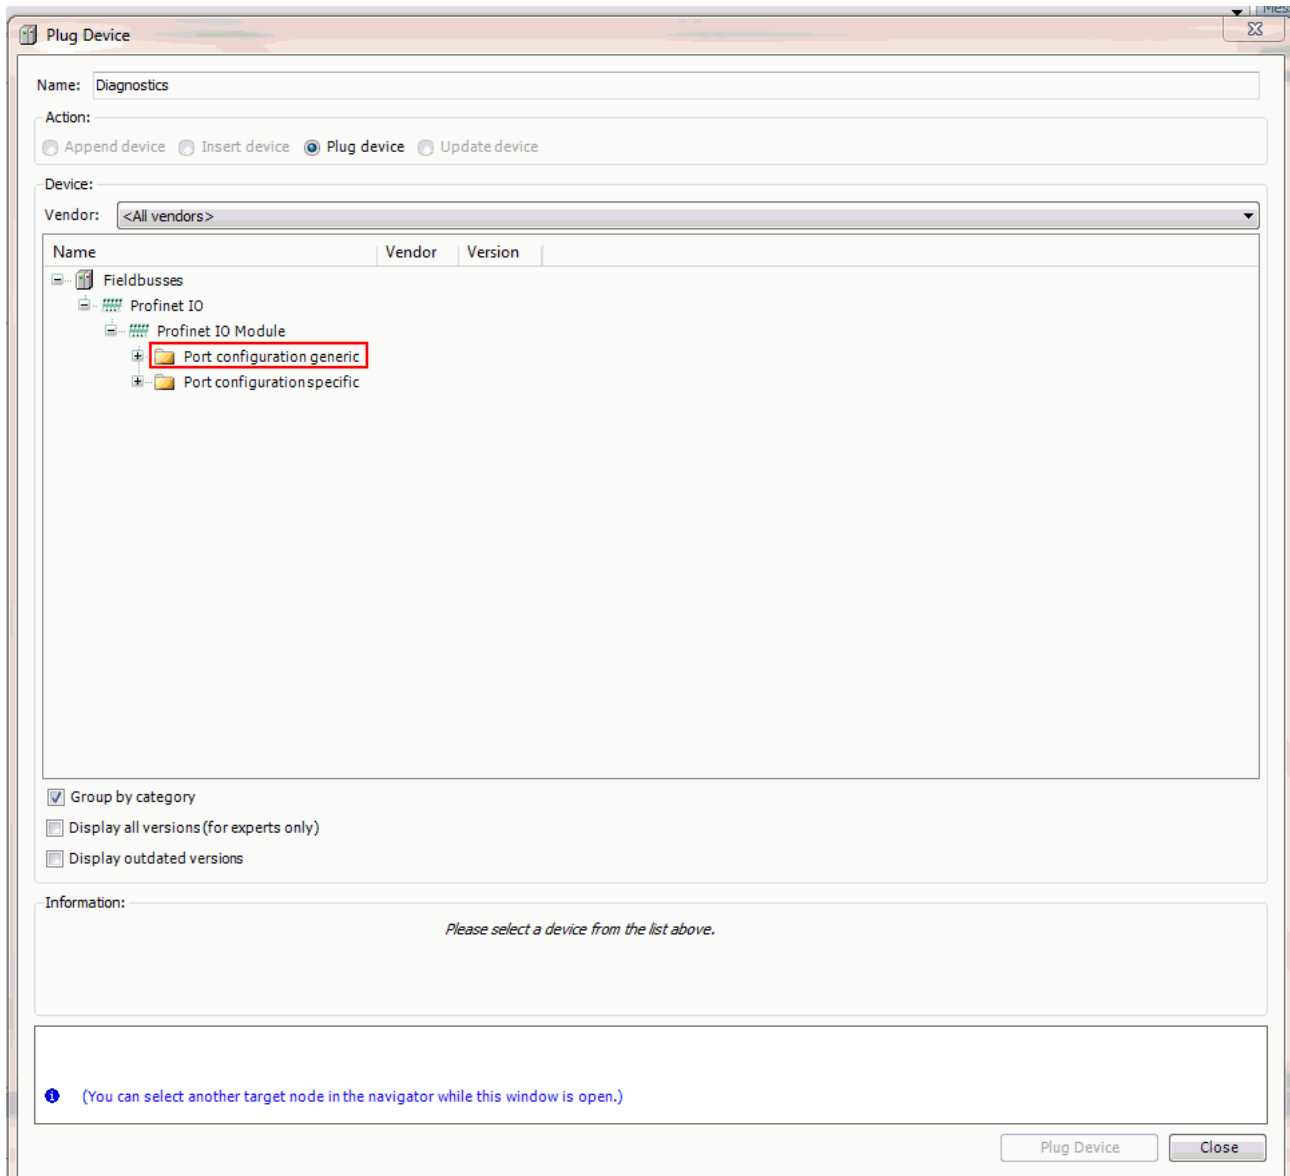 Mes
Plug Device
Name: Diagnostics
Action:
Append device Insert device Plug device Update device
Device:
Vendor: <All vendors>
Name Vendor Version
Fieldbusses
Profinet IO
Profinet IO Module
Port configuration generic
Port configuration specific
Group by category
Display all versions (for experts only)
Display outdated versions
Information:
Please select a device from the list above.
(You can select another target node in the navigator while this window is open.)
Plug Device Close